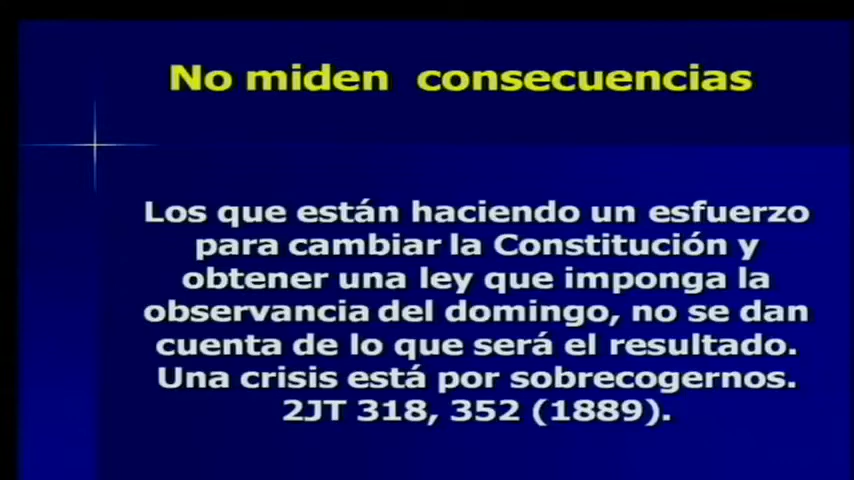 No miden consecuencias
Los que están haciendo un esfuerzo
para cambiar la Constitución y
obtener una ley que imponga la
observancia del domingo, no se dan
cuenta de lo que será el resultado.
Una crisis está por sobrecogernos.
2JT 318, 352 (1889).